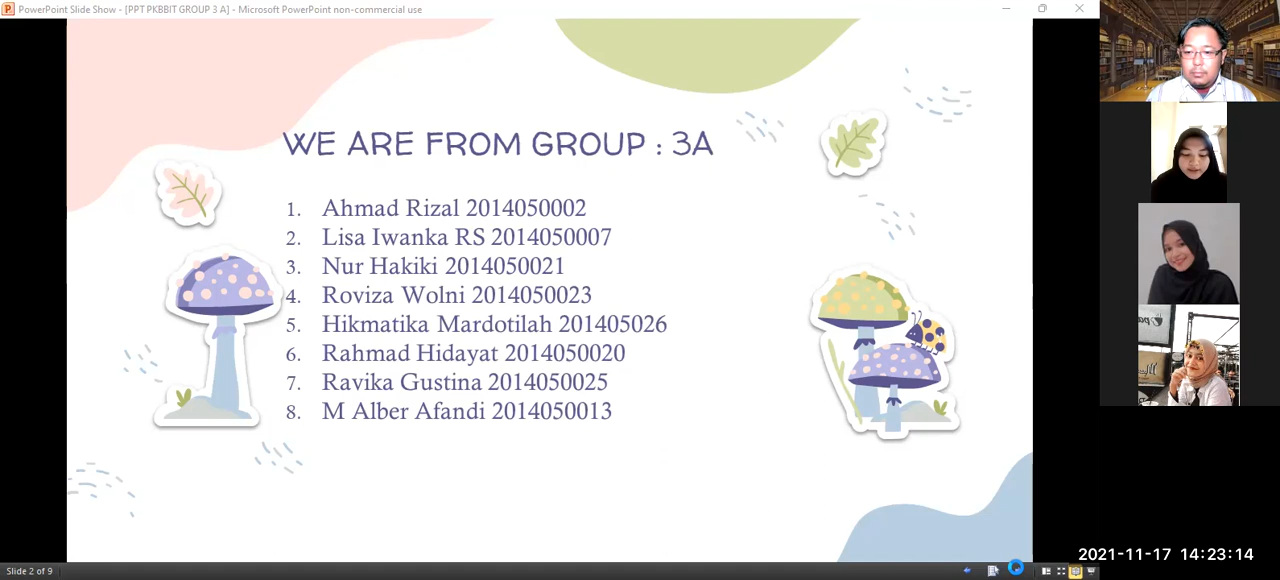 PowerPoint Slide Show - [PPT PKBBIT GROUP 3 A] - Microsoft PowerPoint non-commercial use
WE ARE FROM GROUP : 3A
1. Ahmad Rizal 2014050002
2. Lisa Iwanka RS 2014050007
3. Nur Hakiki 2014050021
4. Roviza Wolni 2014050023
5. Hikmatika Mardotilah 201405026
6. Rahmad Hidayat 2014050020
7. Ravika Gustina 2014050025
8. M Alber Afandi 2014050013
2021-11-17 14:23:14
Slide 2 of 9